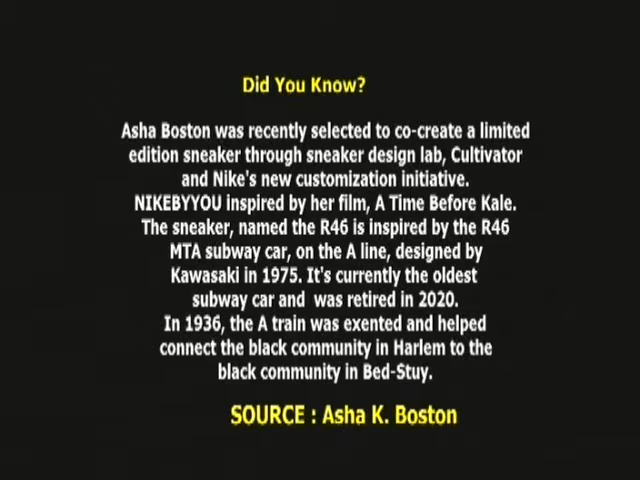 Did You Know?
Asha Boston was recently selected to co-create a limited
edition sneaker through sneaker design lab, Cultivator
and Nike's new customization initiative.
NIKEBYYOU inspired by her film, A Time Before Kale.
The sneaker, named the R46 is inspired by the R46
MTA subway car, on the A line, designed by
Kawasaki in 1975. It's currently the oldest
subway car and  was retired in 2020.
In 1936, the A train was exented and helped
connect the black community in Harlem to the
black community in Bed-Stuy.
SOURCE : Asha K. Boston